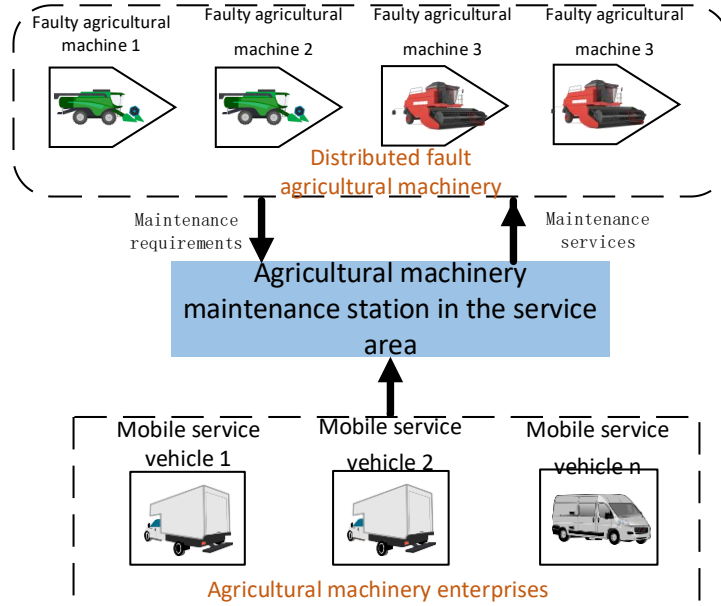 Faulty agricultural
machine 1
Faulty agricultural
machine 2
Faulty agricultural
machine 3
Faulty agricultural
machine 3
Distributed fault
agricultural machinery
Maintenance
requirements
Maintenance
services
Agricultural machinery
maintenance station in the service
area
Mobile service
vehicle 1
Mobile service
vehicle 2
Mobile service
vehicle n
Agricultural machinery enterprises